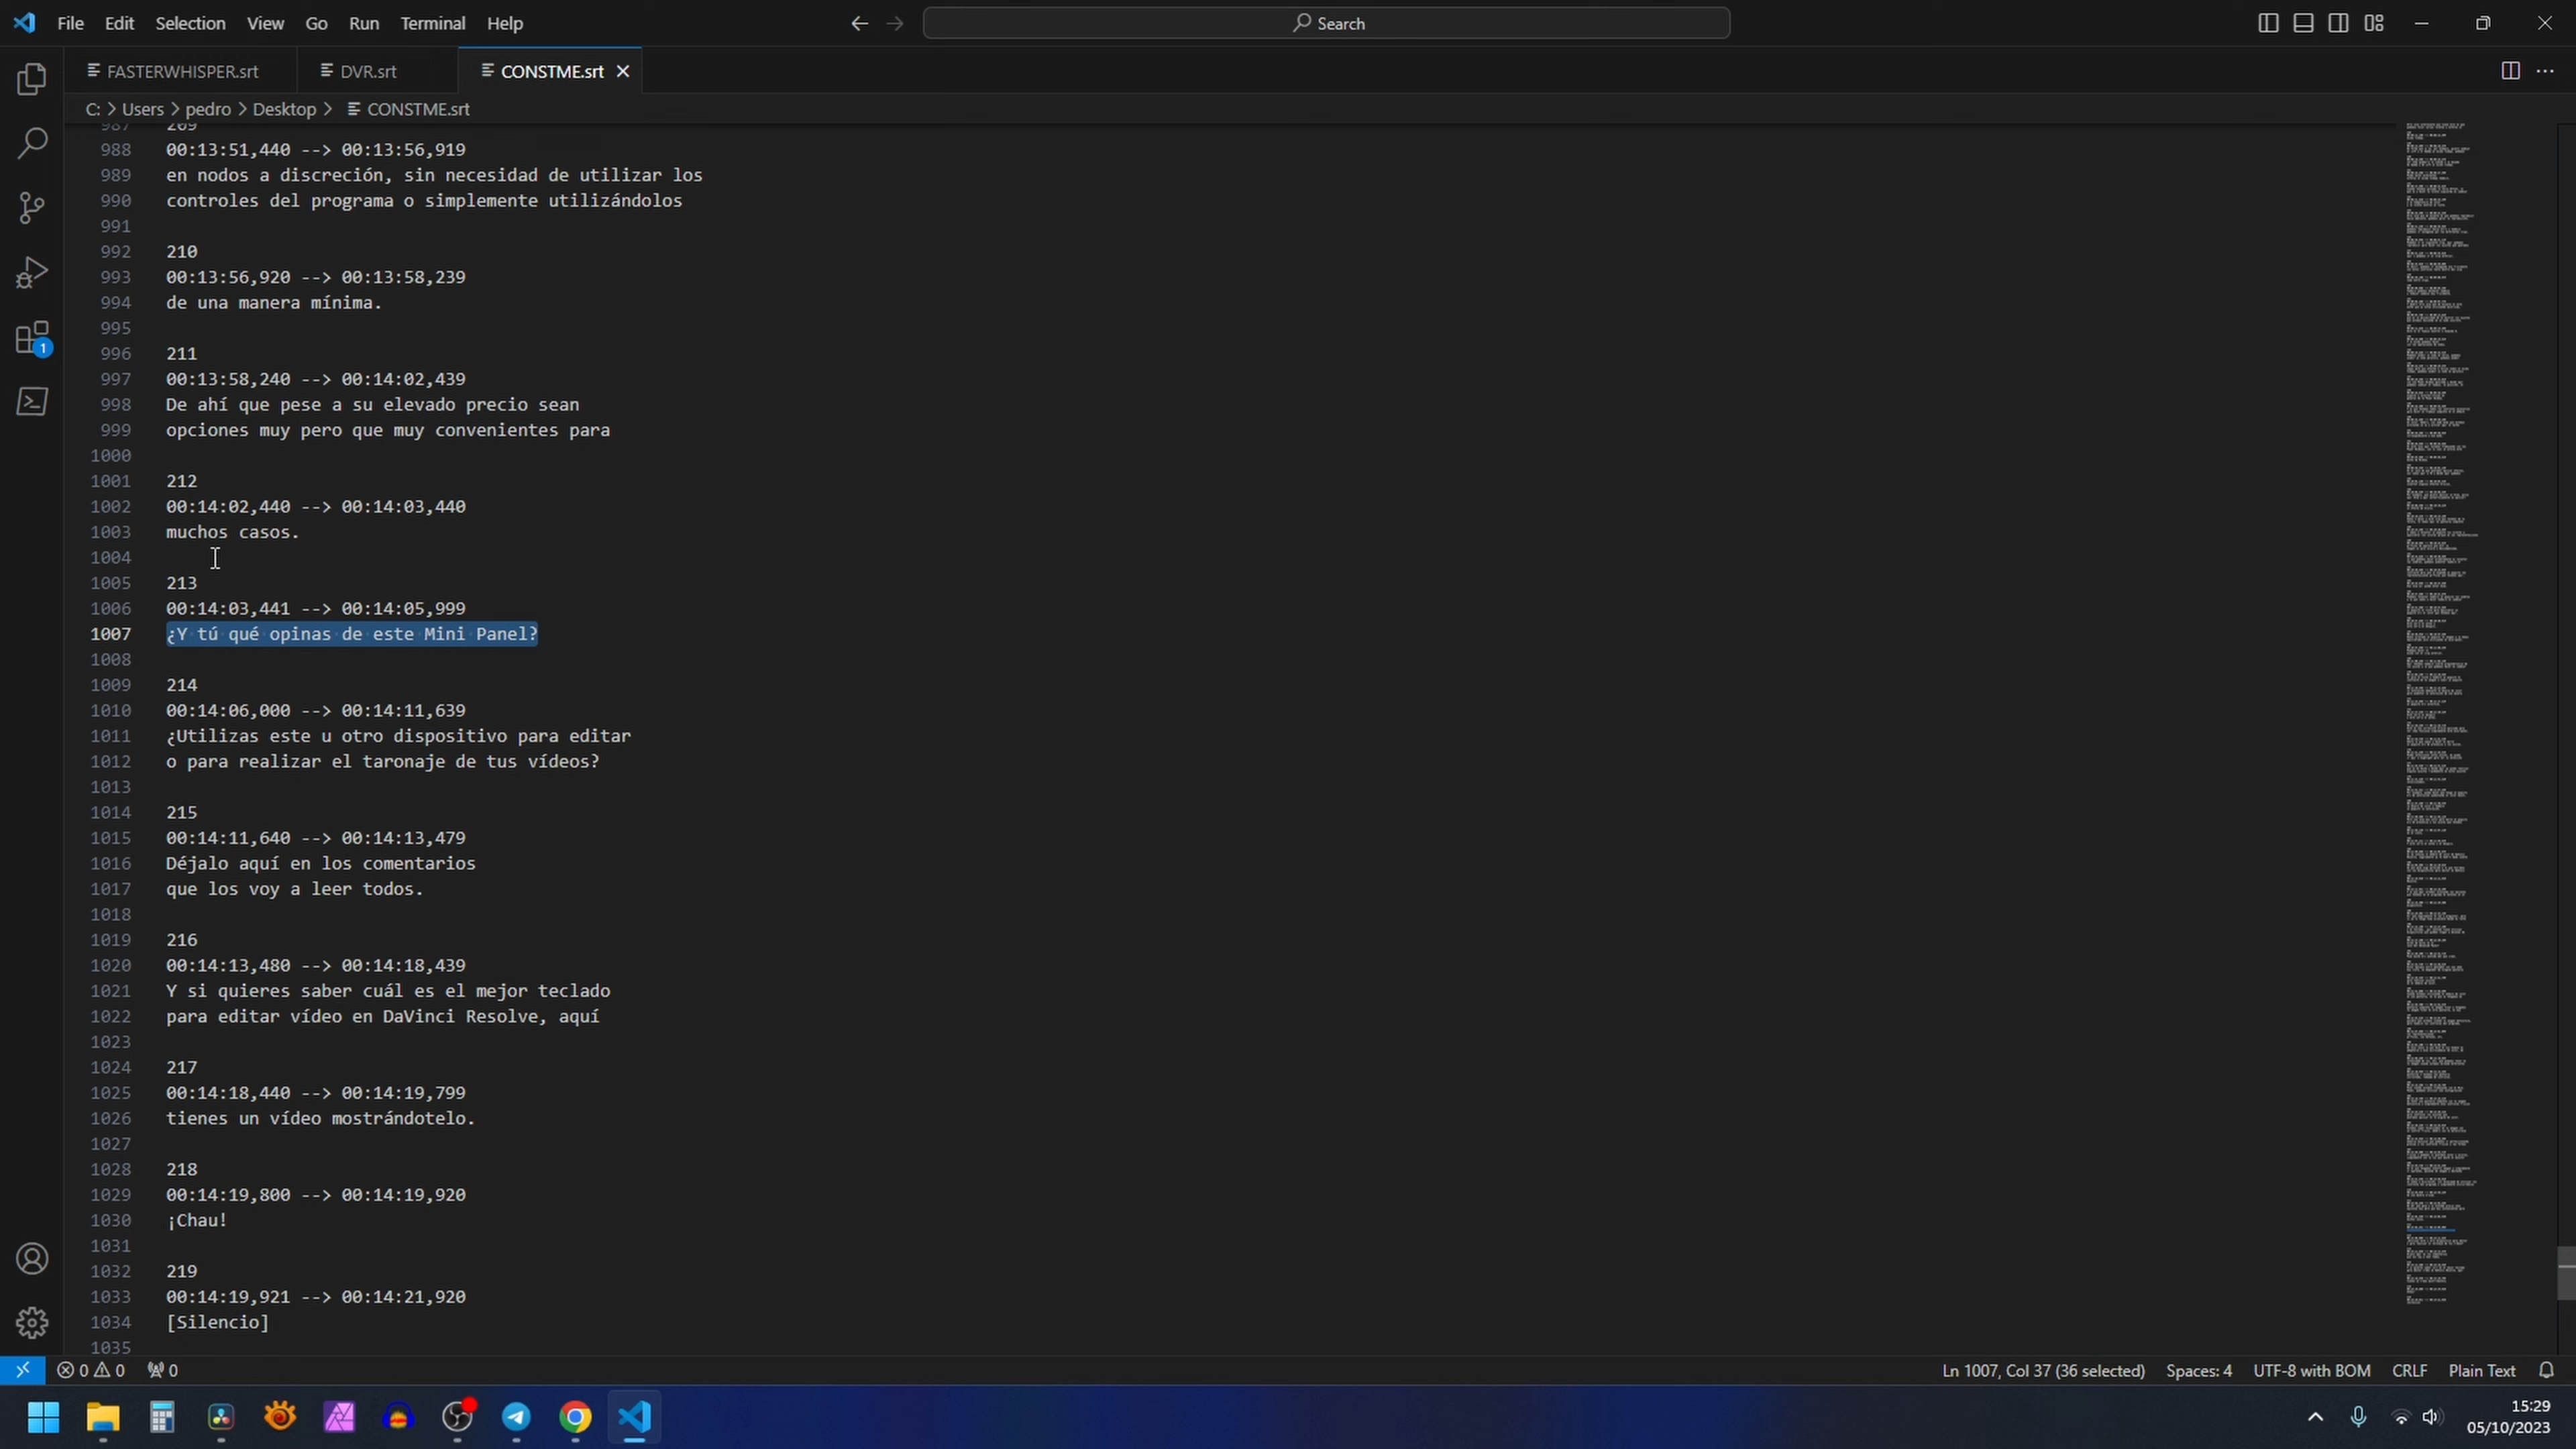 File Edit Selection View Go Run Terminal Help
Search
FASTERWHISPER.srt DVR.srt CONSTME.srt
C: > Users > pedro > Desktop > CONSTME.srt
987 209
988 00:13:51,440 --> 00:13:56,919
989 en nodos a discreción, sin necesidad de utilizar los
990 controles del programa o simplemente utilizándolos
991
992 210
993 00:13:56,920 --> 00:13:58,239
994 de una manera mínima.
995
996 211
997 00:13:58,240 --> 00:14:02,439
998 De ahí que pese a su elevado precio sean
999 opciones muy pero que muy convenientes para
1000
1001 212
1002 00:14:02,440 --> 00:14:03,440
1003 muchos casos.
1004
1005 213
1006 00:14:03,441 --> 00:14:05,999
1007 ¿Y tú qué opinas de este Mini Panel?
1008
1009 214
1010 00:14:06,000 --> 00:14:11,639
1011 ¿Utilizas este u otro dispositivo para editar
1012 o para realizar el taronaje de tus vídeos?
1013
1014 215
1015 00:14:11,640 --> 00:14:13,479
1016 Déjalo aquí en los comentarios
1017 que los voy a leer todos.
1018
1019 216
1020 00:14:13,480 --> 00:14:18,439
1021 Y si quieres saber cuál es el mejor teclado
1022 para editar vídeo en DaVinci Resolve, aquí
1023
1024 217
1025 00:14:18,440 --> 00:14:19,799
1026 tienes un vídeo mostrándotelo.
1027
1028 218
1029 00:14:19,800 --> 00:14:19,920
1030 ¡Chau!
1031
1032 219
1033 00:14:19,921 --> 00:14:21,920
1034 [Silencio]
1035
1
0 0 0 Ln 1007, Col 37 (36 selected) Spaces: 4 UTF-8 with BOM CRLF Plain Text
15:29
05/10/2023